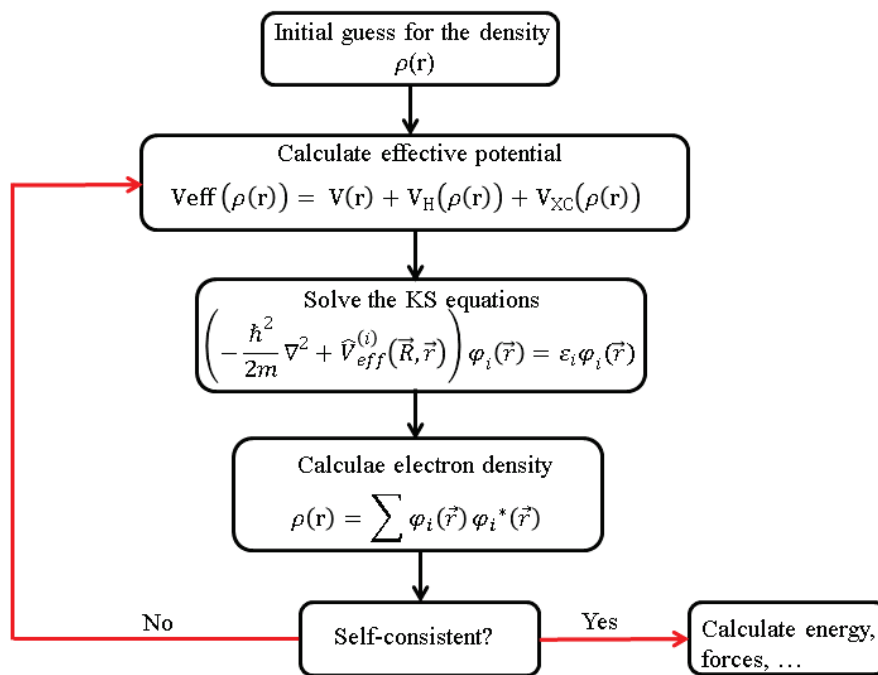 Initial guess for the density
ρ(r)
Calculate effective potential
Veff(ρ(r)) = V(r) + V_H(ρ(r)) + V_XC(ρ(r))
Solve the KS equations
(-ℏ²/2m ∇² + V̂_eff^(i)(R⃗,r⃗)) φ_i(r⃗) = ε_i φ_i(r⃗)
Calculae electron density
ρ(r) = ∑ φ_i(r⃗) φ_i*(r⃗)
No
Self-consistent?
Yes
Calculate energy,
forces, …